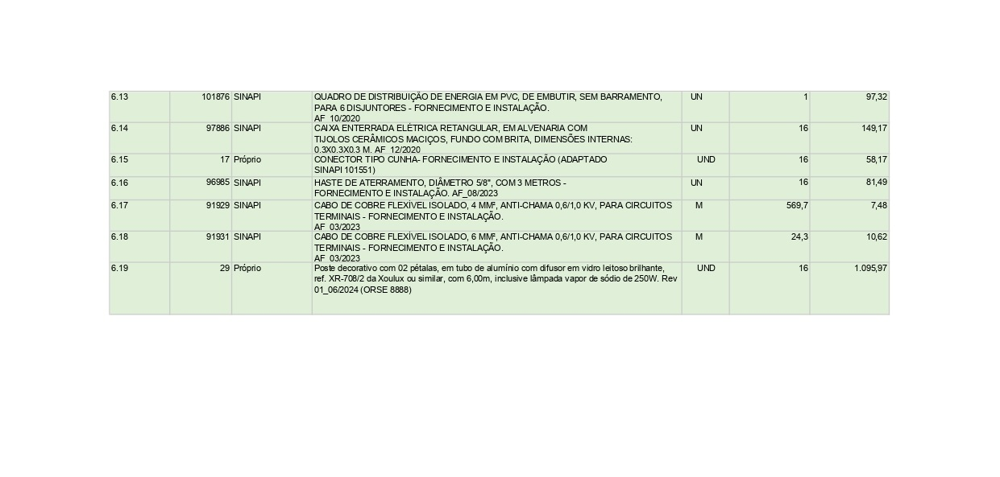 6.13 101876 SINAPI QUADRO DE DISTRIBUIÇÃO DE ENERGIA EM PVC, DE EMBUTIR, SEM BARRAMENTO, UN 1 97,32
PARA 6 DISJUNTORES - FORNECIMENTO E INSTALAÇÃO.
AF_10/2020
6.14 97886 SINAPI CAIXA ENTERRADA ELÉTRICA RETANGULAR, EM ALVENARIA COM UN 16 149,17
TIJOLOS CERÂMICOS MACIÇOS, FUNDO COM BRITA, DIMENSÕES INTERNAS:
0.3X0.3X0.3 M. AF_12/2020
6.15 17 Próprio CONECTOR TIPO CUNHA- FORNECIMENTO E INSTALAÇÃO (ADAPTADO UND 16 58,17
SINAPI 101551)
6.16 96985 SINAPI HASTE DE ATERRAMENTO, DIÂMETRO 5/8", COM 3 METROS - UN 16 81,49
FORNECIMENTO E INSTALAÇÃO. AF_08/2023
6.17 91929 SINAPI CABO DE COBRE FLEXÍVEL ISOLADO, 4 MM², ANTI-CHAMA 0,6/1,0 KV, PARA CIRCUITOS M 569,7 7,48
TERMINAIS - FORNECIMENTO E INSTALAÇÃO.
AF_03/2023
6.18 91931 SINAPI CABO DE COBRE FLEXÍVEL ISOLADO, 6 MM², ANTI-CHAMA 0,6/1,0 KV, PARA CIRCUITOS M 24,3 10,62
TERMINAIS - FORNECIMENTO E INSTALAÇÃO.
AF_03/2023
6.19 29 Próprio Poste decorativo com 02 pétalas, em tubo de alumínio com difusor em vidro leitoso brilhante, UND 16 1.095,97
ref. XR-708/2 da Xoulux ou similar, com 6,00m, inclusive lâmpada vapor de sódio de 250W. Rev
01_06/2024 (ORSE 8888)